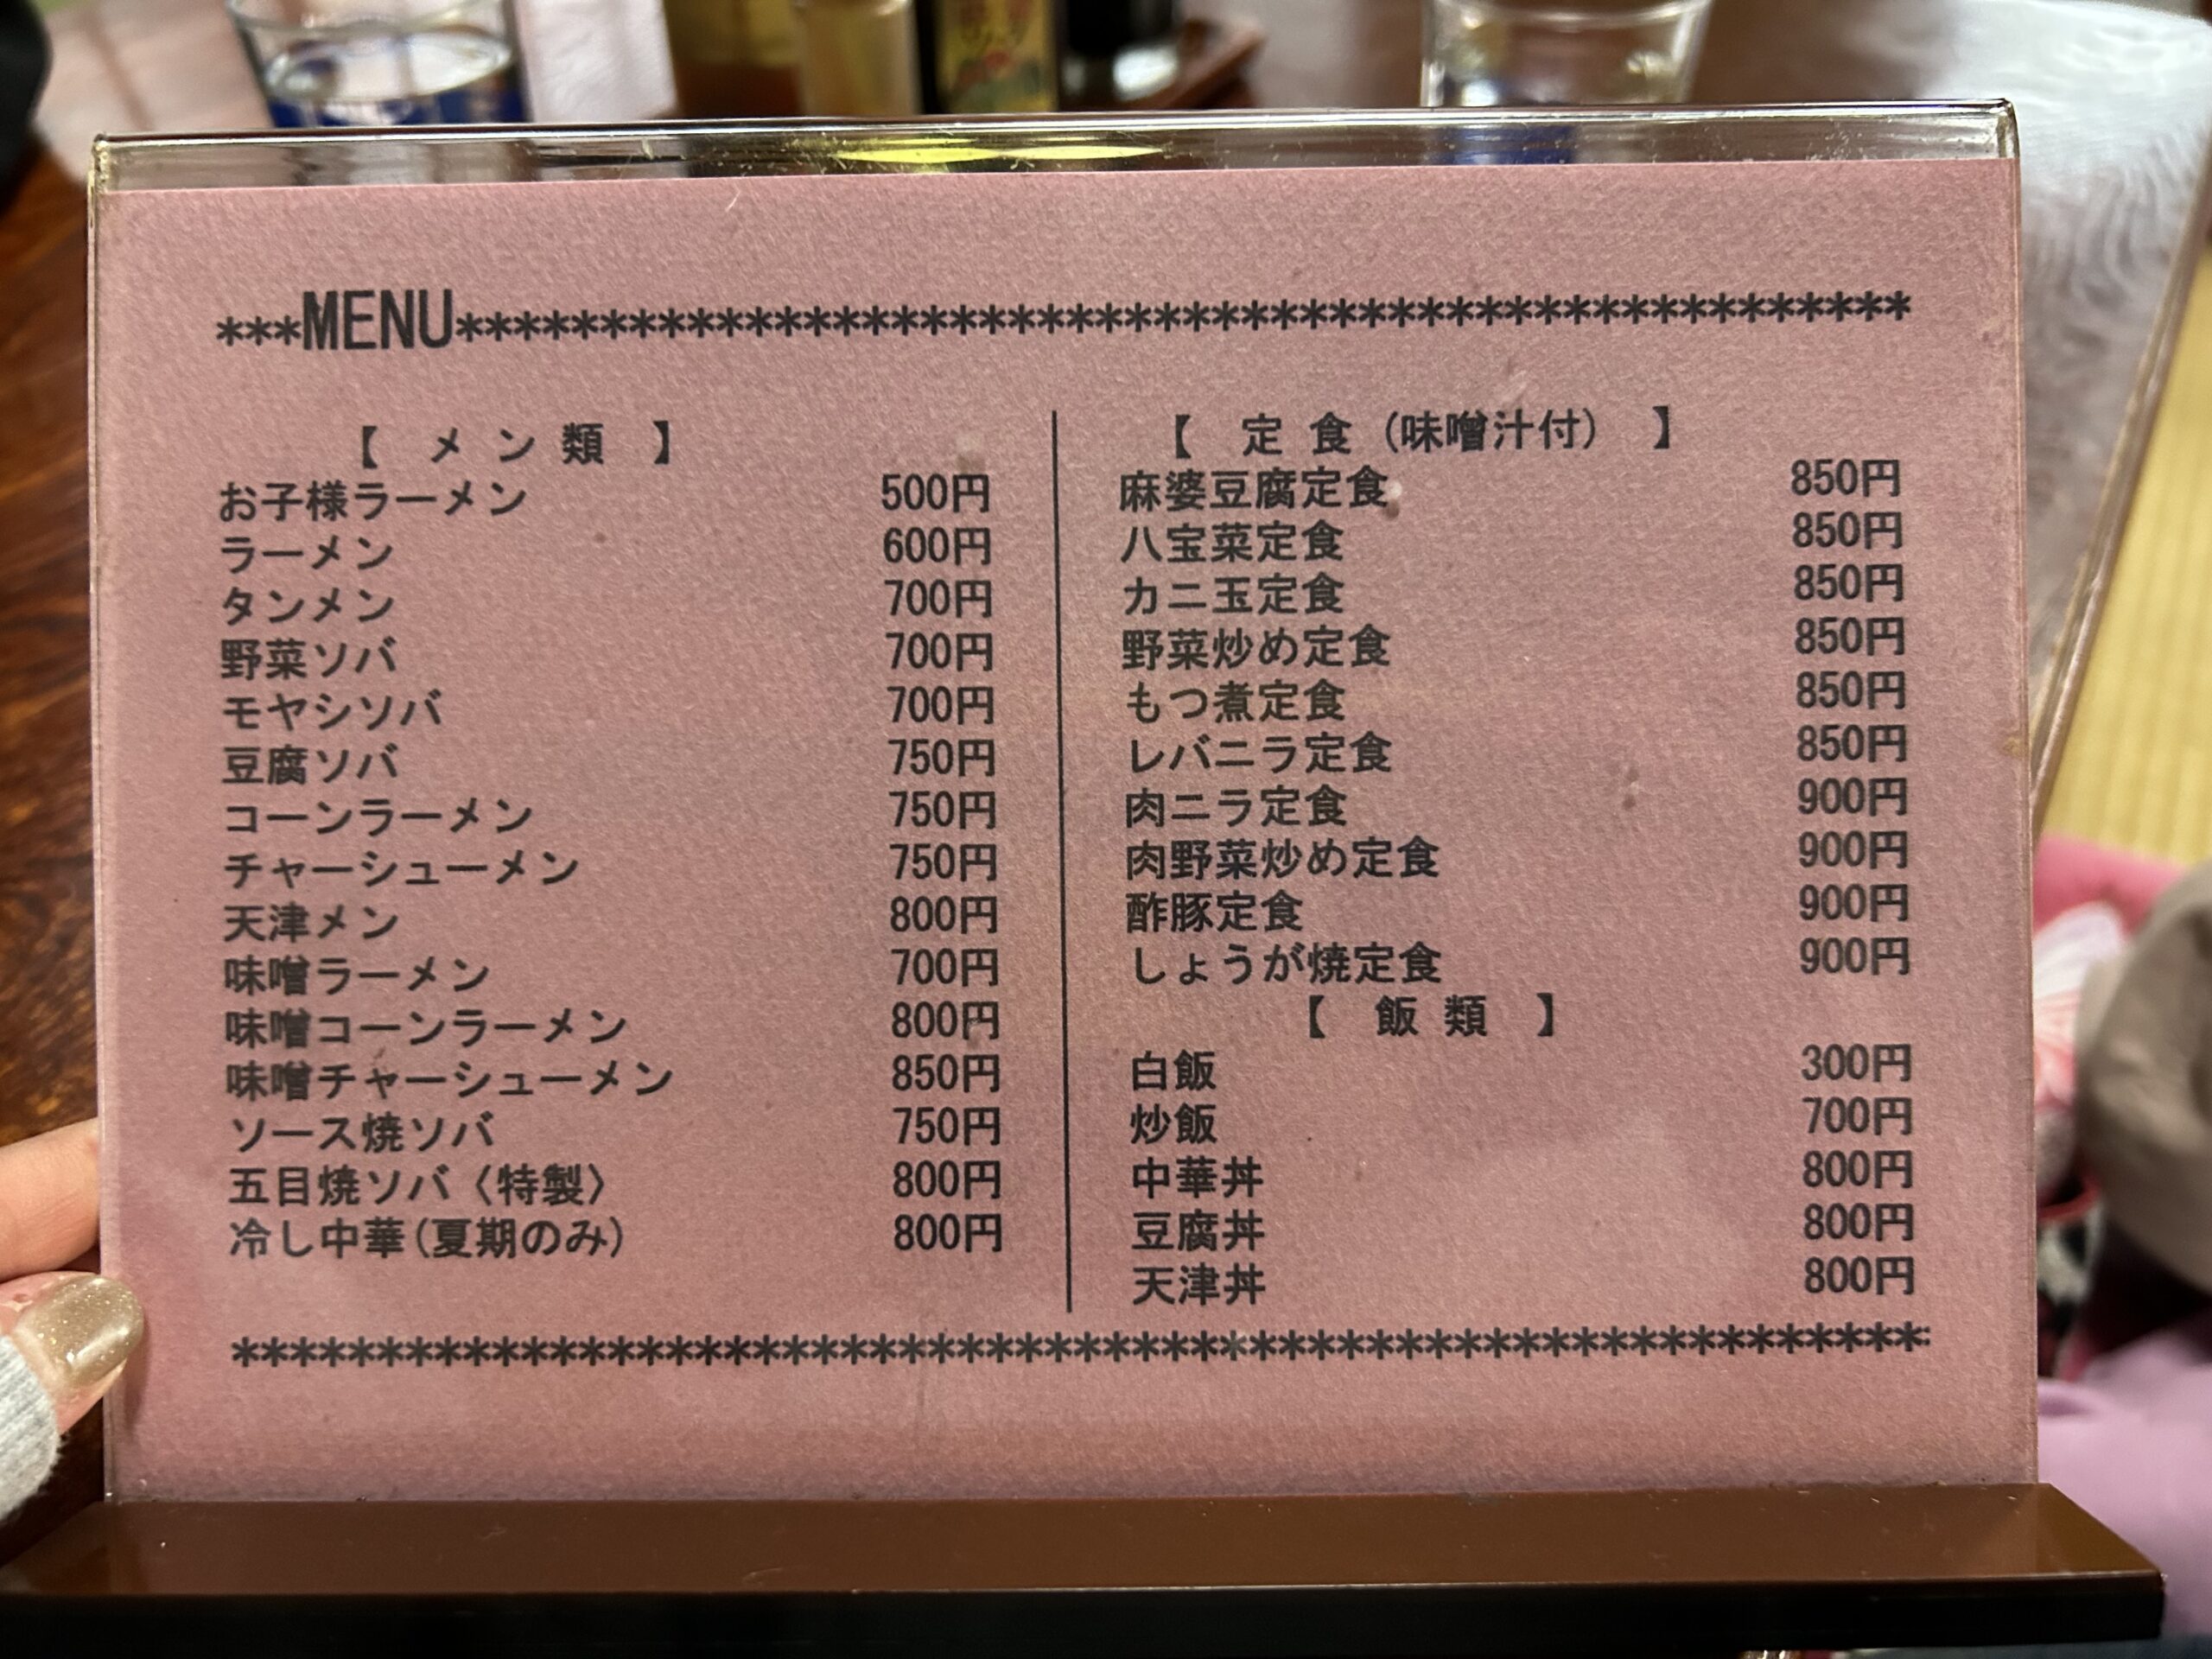 ***MENU**************************************************
【 メ ン 類 】
お子様ラーメン 500円
ラーメン 600円
タンメン 700円
野菜ソバ 700円
モヤシソバ 700円
豆腐ソバ 750円
コーンラーメン 750円
チャーシューメン 750円
天津メン 800円
味噌ラーメン 700円
味噌コーンラーメン 800円
味噌チャーシューメン 850円
ソース焼ソバ 750円
五目焼ソバ〈特製〉 800円
冷し中華(夏期のみ) 800円
【 定 食 (味噌汁付) 】
麻婆豆腐定食 850円
八宝菜定食 850円
カニ玉定食 850円
野菜炒め定食 850円
もつ煮定食 850円
レバニラ定食 850円
肉ニラ定食 900円
肉野菜炒め定食 900円
酢豚定食 900円
しょうが焼定食 900円
【 飯 類 】
白飯 300円
炒飯 700円
中華丼 800円
豆腐丼 800円
天津丼 800円
**********************************************************